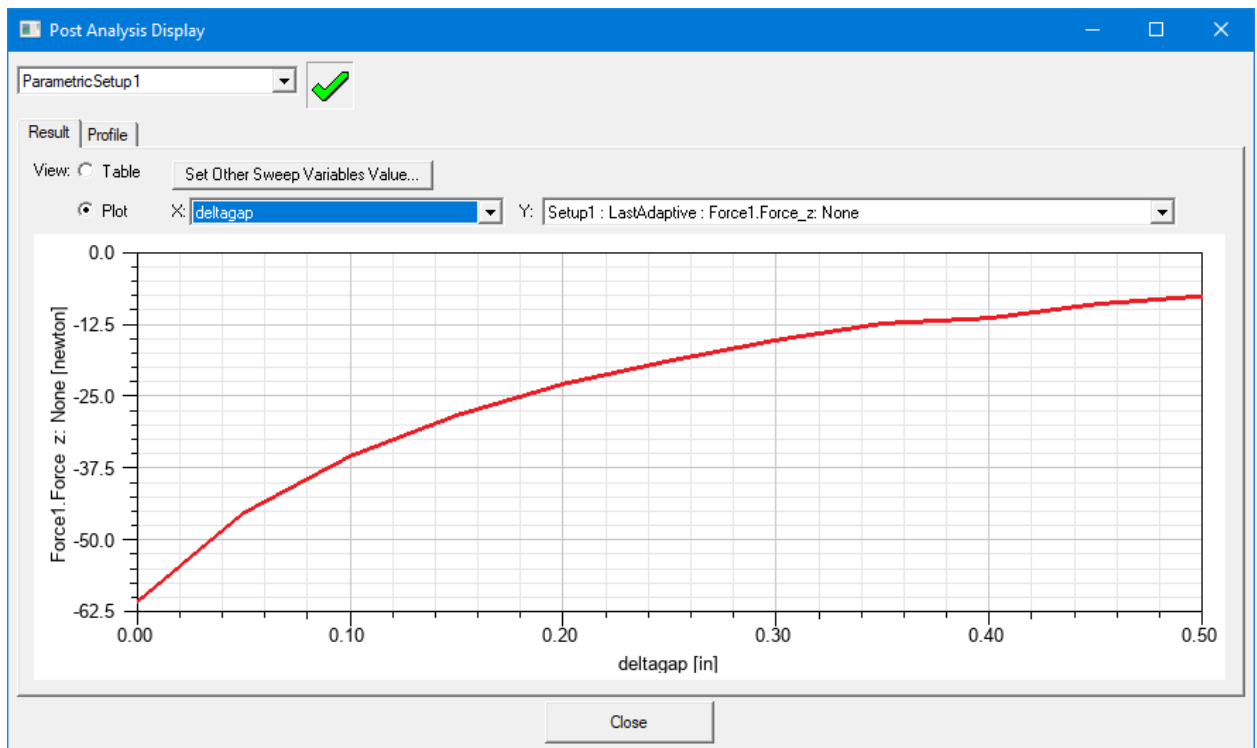 Post Analysis Display
ParametricSetup1
Result Profile
View: Table Set Other Sweep Variables Value...
Plot X: deltagap Y: Setup1 : LastAdaptive : Force1.Force_z: None
0.0
-12.5
-25.0
-37.5
-50.0
-62.5
Force1.Force z: None [newton]
0.00 0.10 0.20 0.30 0.40 0.50
deltagap [in]
Close